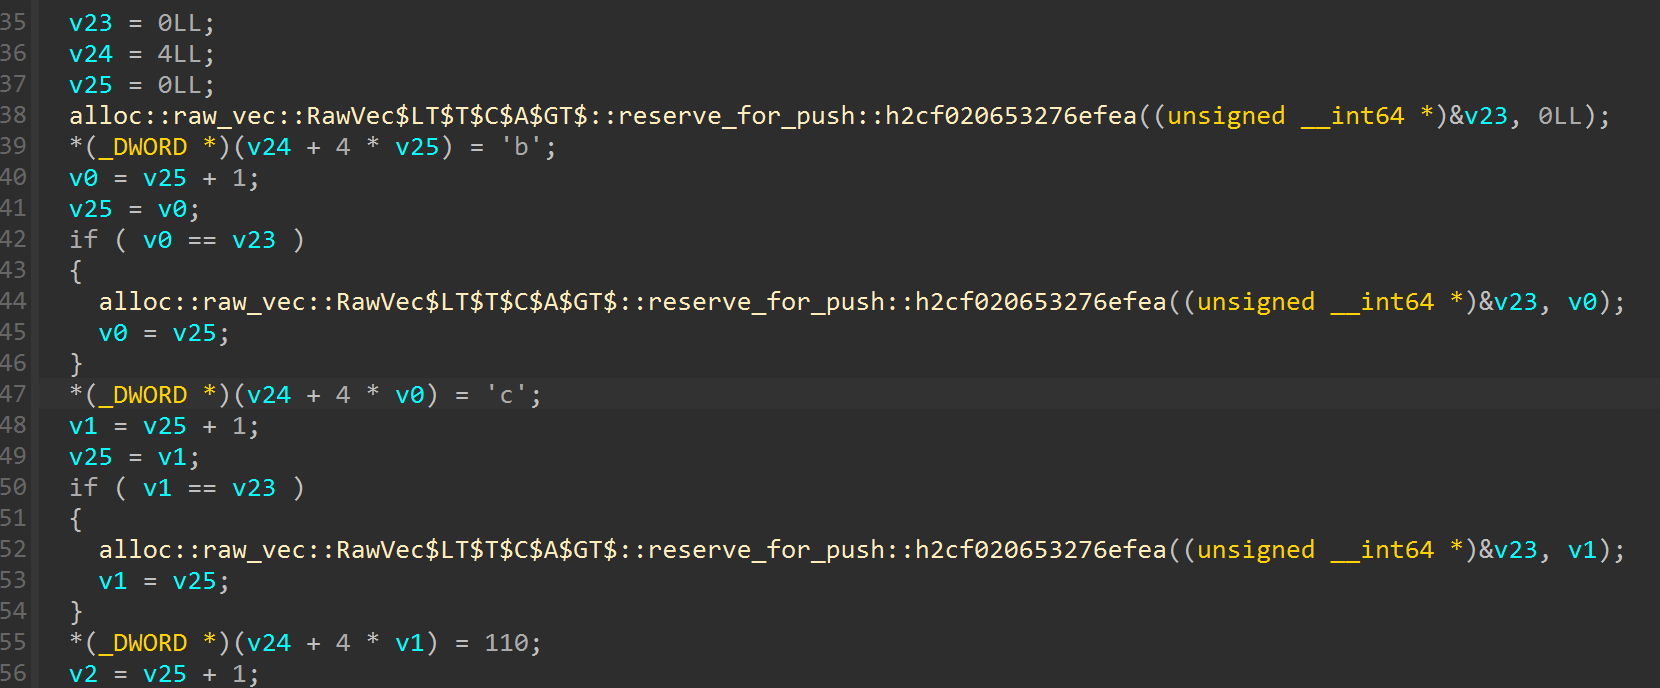 35 v23 = 0LL;
36 v24 = 4LL;
37 v25 = 0LL;
38 alloc::raw_vec::RawVec$LT$T$C$A$GT$::reserve_for_push::h2cf020653276efea((unsigned __int64 *)&v23, 0LL);
39 *(_DWORD *)(v24 + 4 * v25) = 'b';
40 v0 = v25 + 1;
41 v25 = v0;
42 if ( v0 == v23 )
43 {
44 alloc::raw_vec::RawVec$LT$T$C$A$GT$::reserve_for_push::h2cf020653276efea((unsigned __int64 *)&v23, v0);
45 v0 = v25;
46 }
47 *(_DWORD *)(v24 + 4 * v0) = 'c';
48 v1 = v25 + 1;
49 v25 = v1;
50 if ( v1 == v23 )
51 {
52 alloc::raw_vec::RawVec$LT$T$C$A$GT$::reserve_for_push::h2cf020653276efea((unsigned __int64 *)&v23, v1);
53 v1 = v25;
54 }
55 *(_DWORD *)(v24 + 4 * v1) = 110;
56 v2 = v25 + 1;